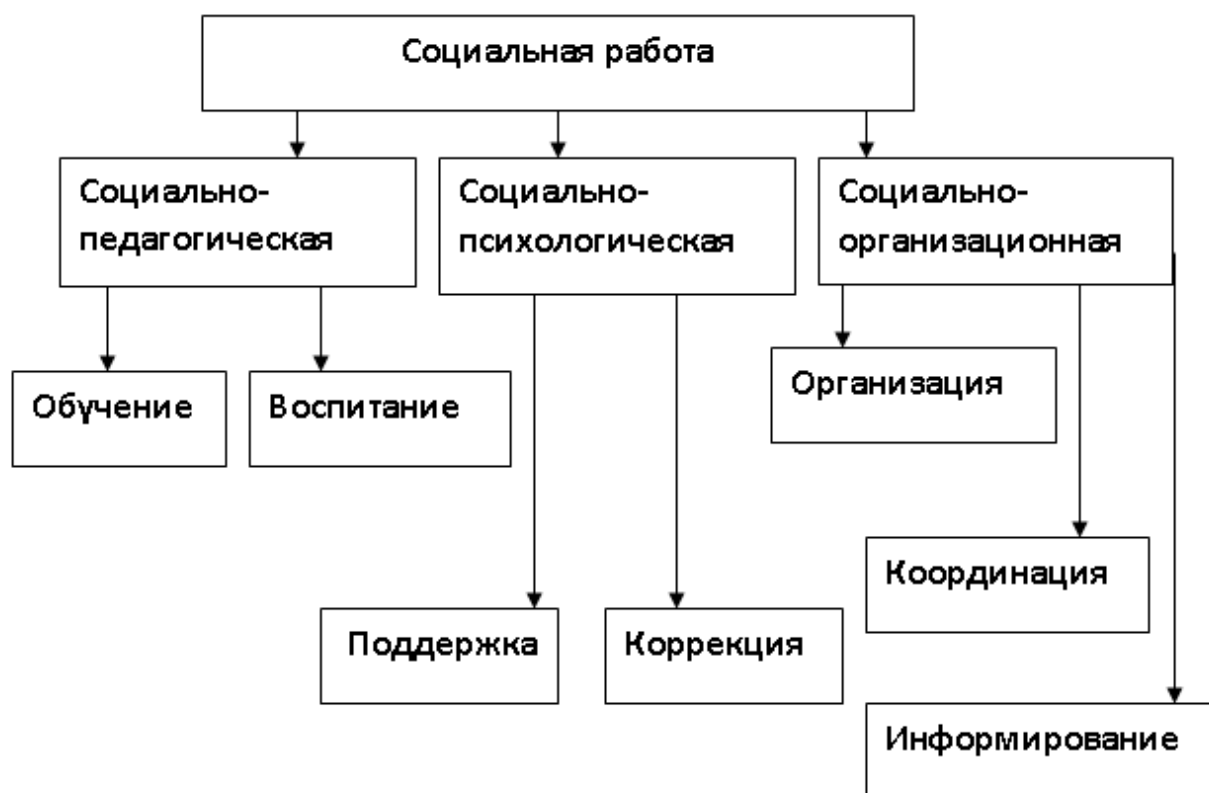 Социальная работа
Социально-
педагогическая
Социально-
психологическая
Социально-
организационная
Обучение
Воспитание
Организация
Координация
Поддержка
Коррекция
Информирование